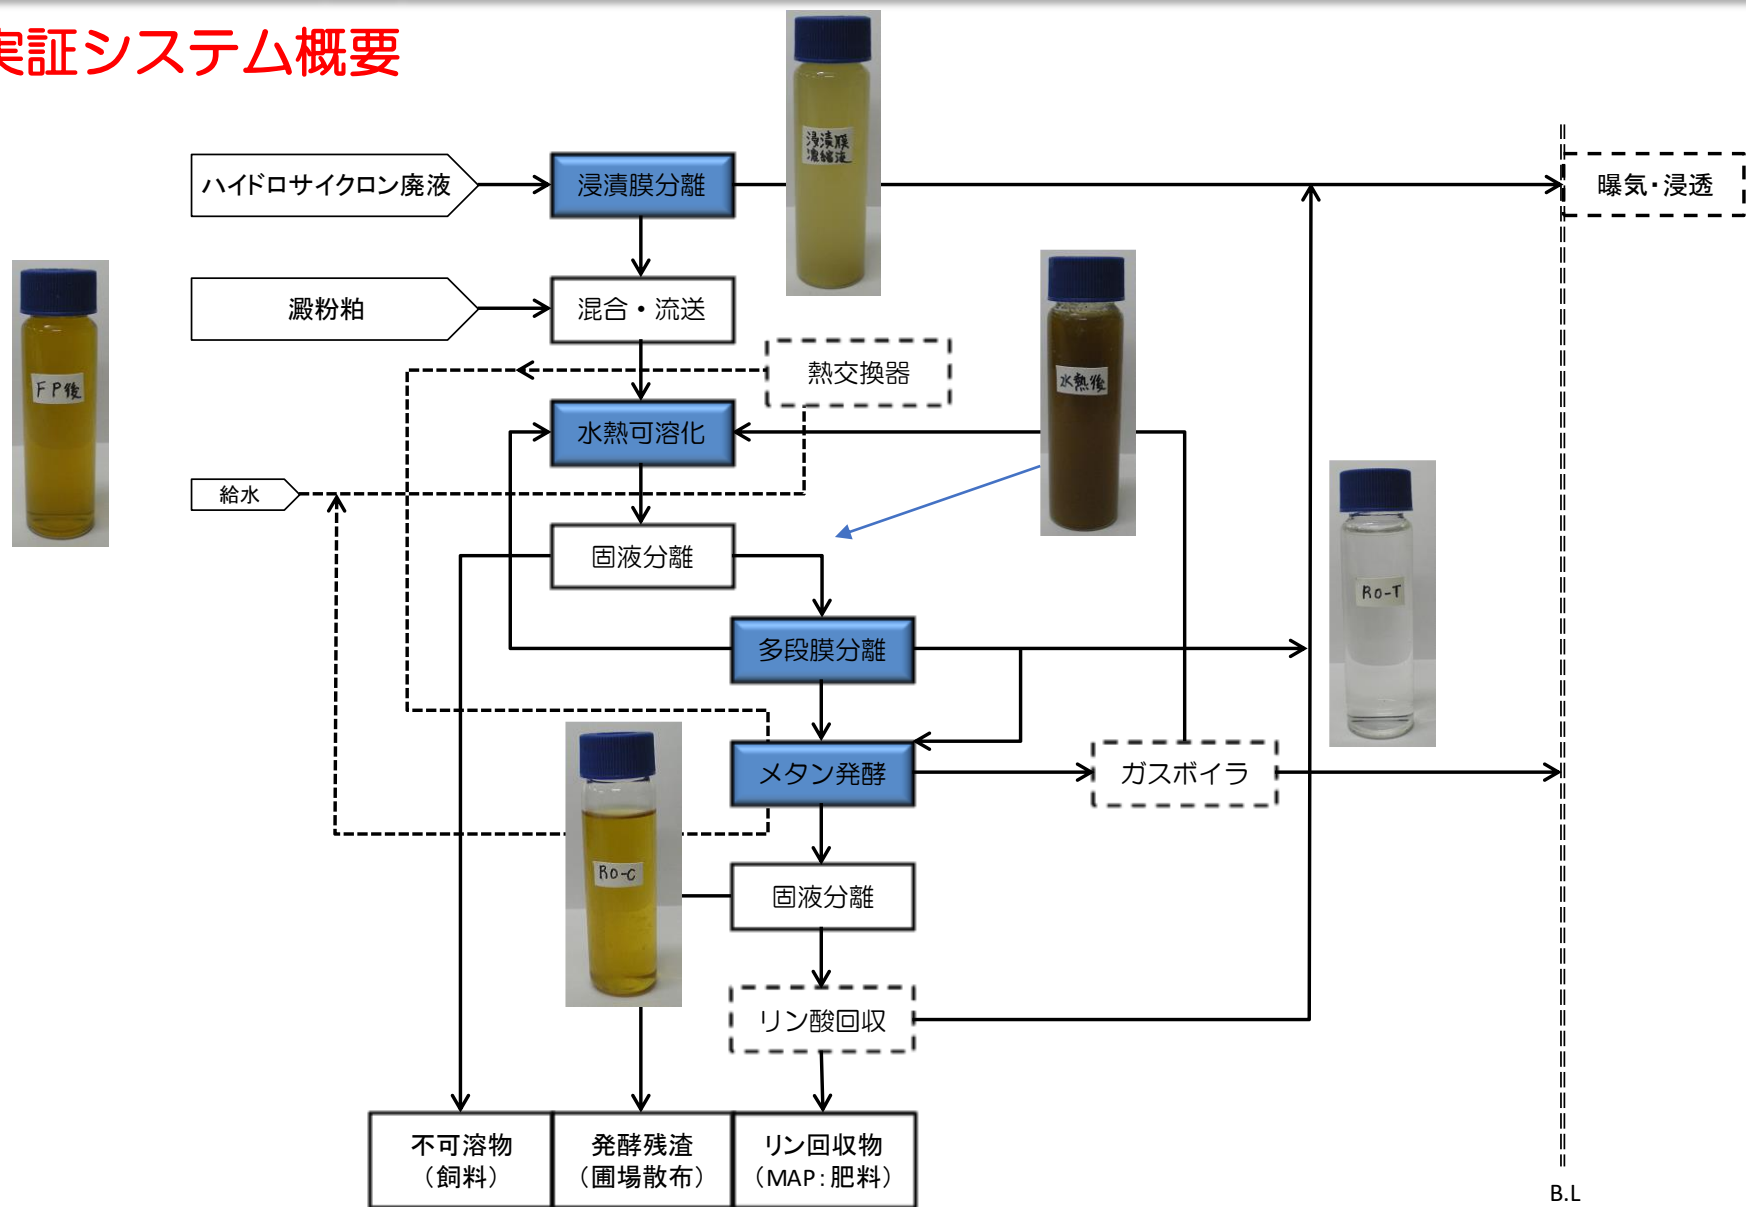 実証システム概要
浸漬膜
濃縮液
ハイドロサイクロン廃液
浸漬膜分離
曝気・浸透
澱粉粕
混合・流送
熱交換器
FP後
水熱後
水熱可溶化
給水
固液分離
RO-T
多段膜分離
メタン発酵
ガスボイラ
RO-C
固液分離
リン酸回収
不可溶物
(飼料)
発酵残渣
(圃場散布)
リン回収物
(MAP:肥料)
B.L